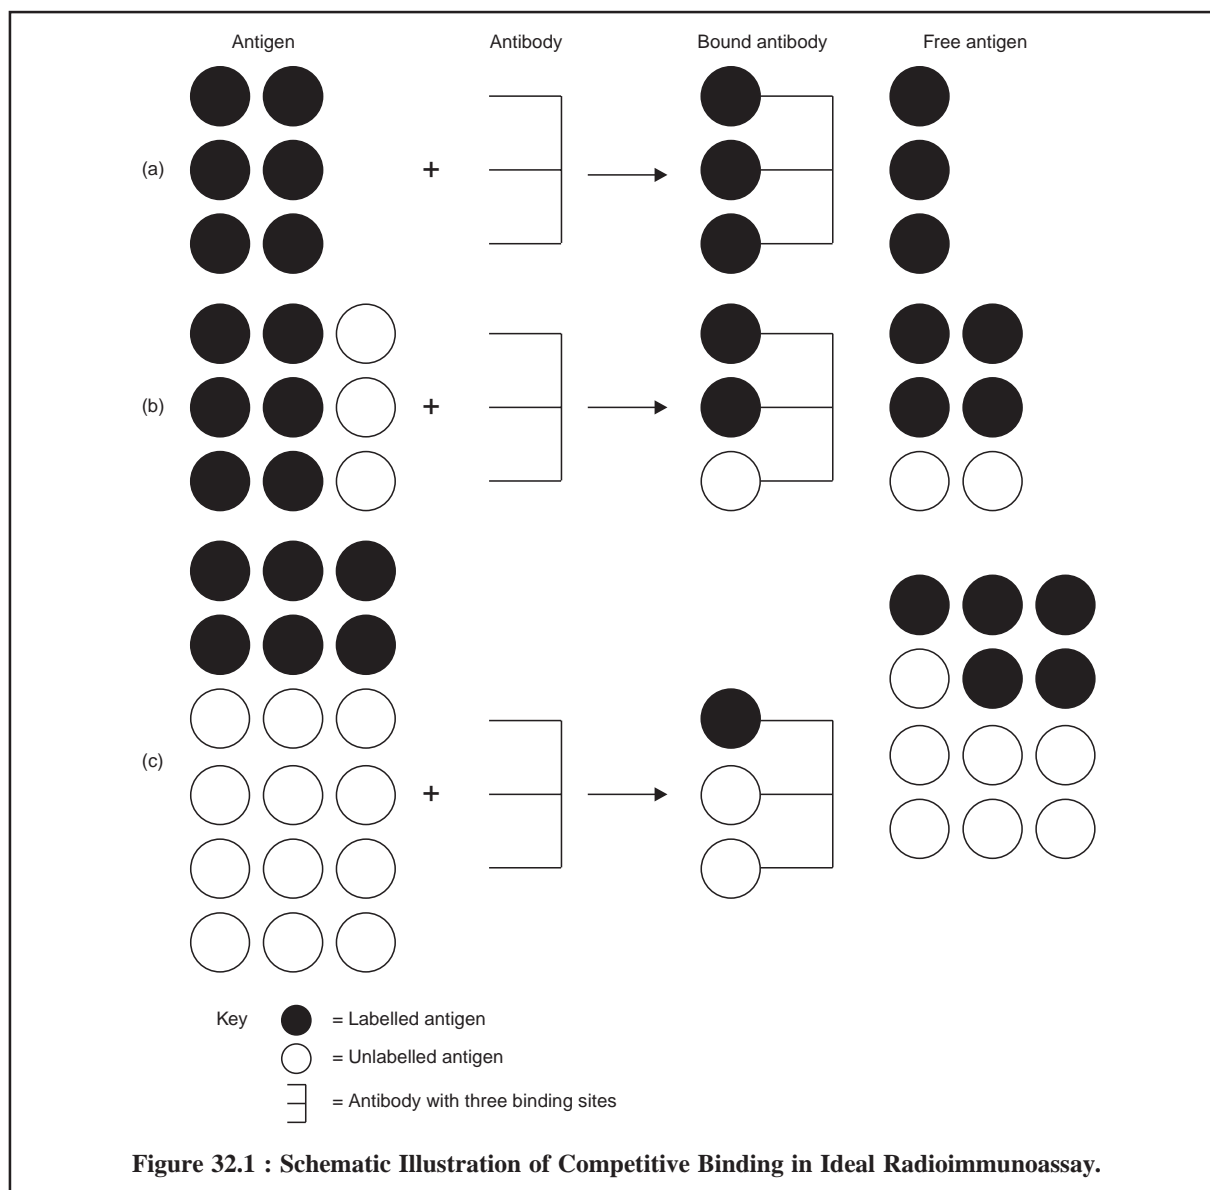 Antigen Antibody Bound antibody Free antigen
(a) +
(b) +
(c) +
Key = Labelled antigen
= Unlabelled antigen
= Antibody with three binding sites
Figure 32.1 : Schematic Illustration of Competitive Binding in Ideal Radioimmunoassay.